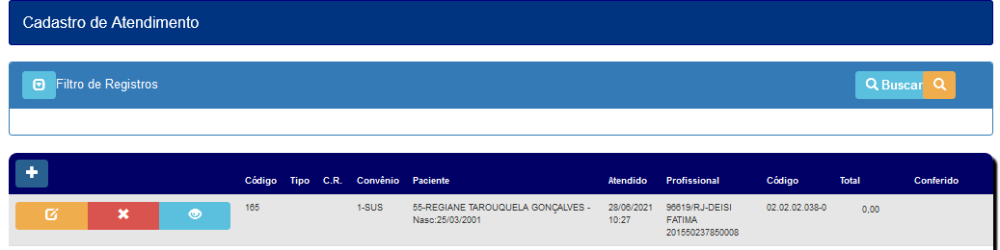 Cadastro de Atendimento
Filtro de Registros
Buscar
Código Tipo C.R. Convênio Paciente Atendido Profissional Código Total Conferido
165 1-SUS 55-REGIANE TAROUQUELA GONÇALVES - 28/06/2021 96619/RJ-DEISI 02.02.02.038-0 0,00
Nasc:25/03/2001 10:27 FATIMA
201550237850008